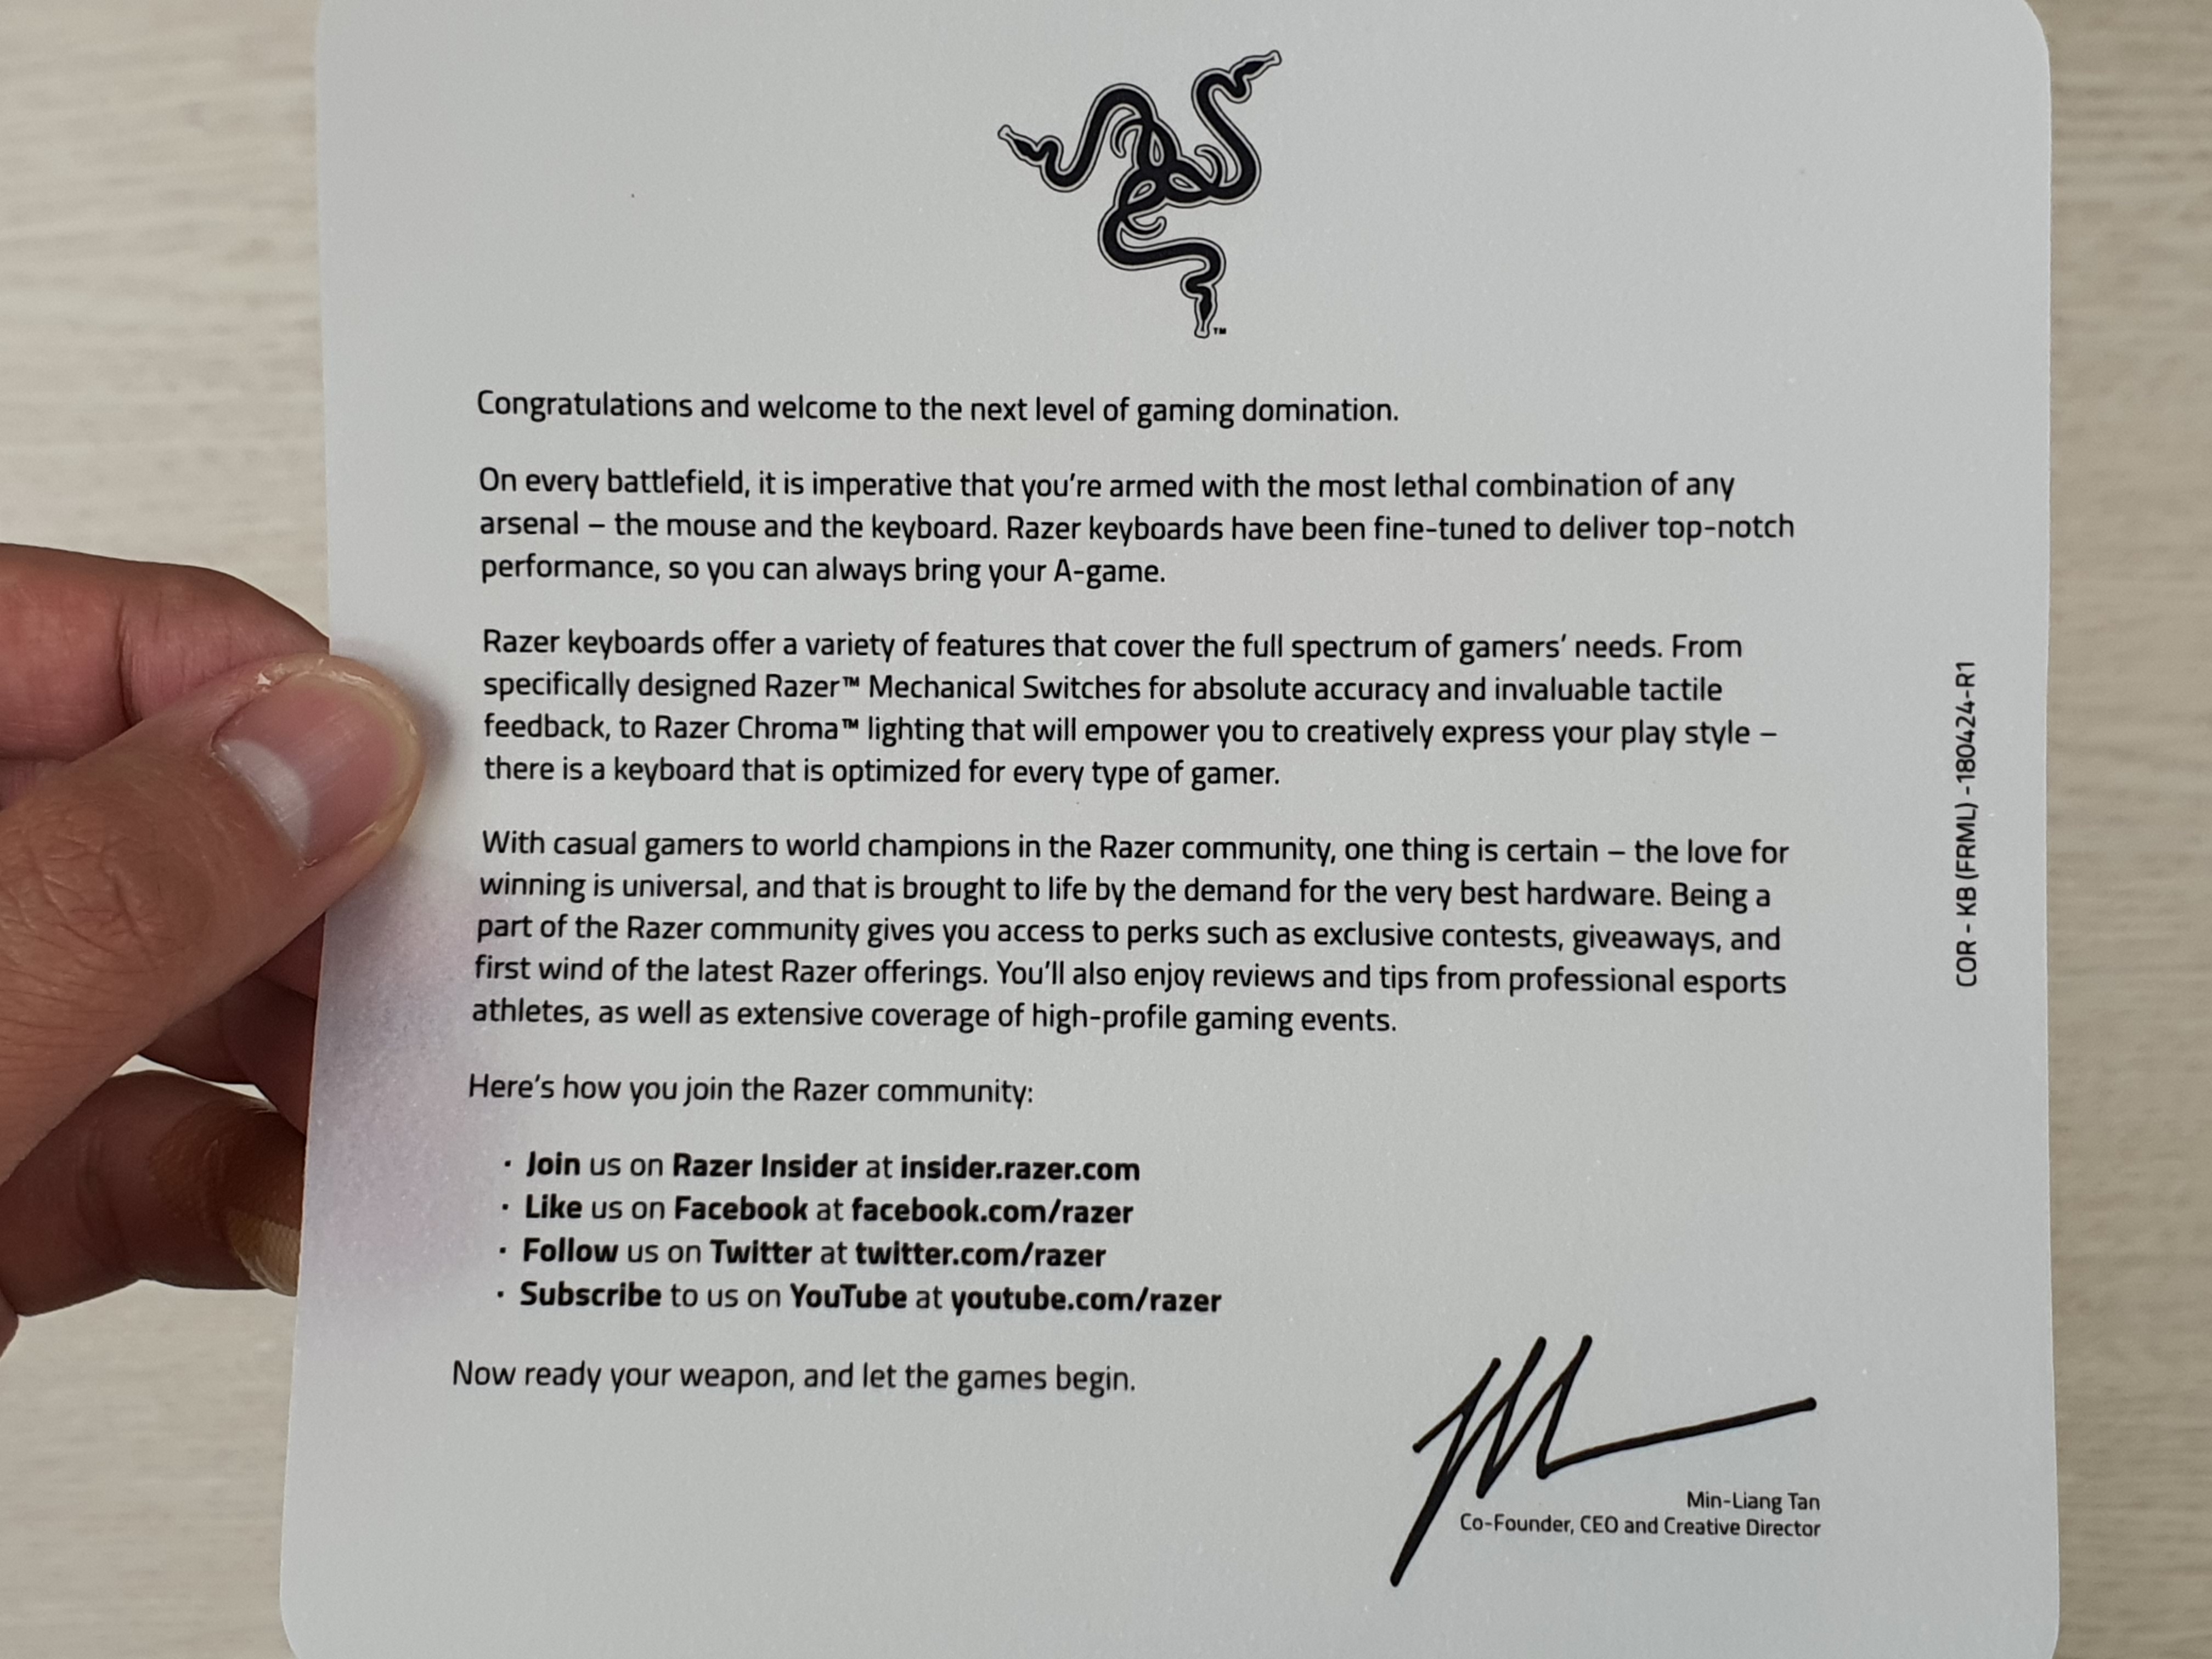 TM
Congratulations and welcome to the next level of gaming domination.
On every battlefield, it is imperative that you're armed with the most lethal combination of any
arsenal – the mouse and the keyboard. Razer keyboards have been fine-tuned to deliver top-notch
performance, so you can always bring your A-game.
Razer keyboards offer a variety of features that cover the full spectrum of gamers' needs. From
specifically designed Razer™ Mechanical Switches for absolute accuracy and invaluable tactile
feedback, to Razer Chroma™ lighting that will empower you to creatively express your play style –
there is a keyboard that is optimized for every type of gamer.
With casual gamers to world champions in the Razer community, one thing is certain – the love for
winning is universal, and that is brought to life by the demand for the very best hardware. Being a
part of the Razer community gives you access to perks such as exclusive contests, giveaways, and
first wind of the latest Razer offerings. You'll also enjoy reviews and tips from professional esports
athletes, as well as extensive coverage of high-profile gaming events.
Here's how you join the Razer community:
· Join us on Razer Insider at insider.razer.com
· Like us on Facebook at facebook.com/razer
· Follow us on Twitter at twitter.com/razer
· Subscribe to us on YouTube at youtube.com/razer
Now ready your weapon, and let the games begin.
Min-Liang Tan
Co-Founder, CEO and Creative Director
COR - KB (FRML) -180424-R1